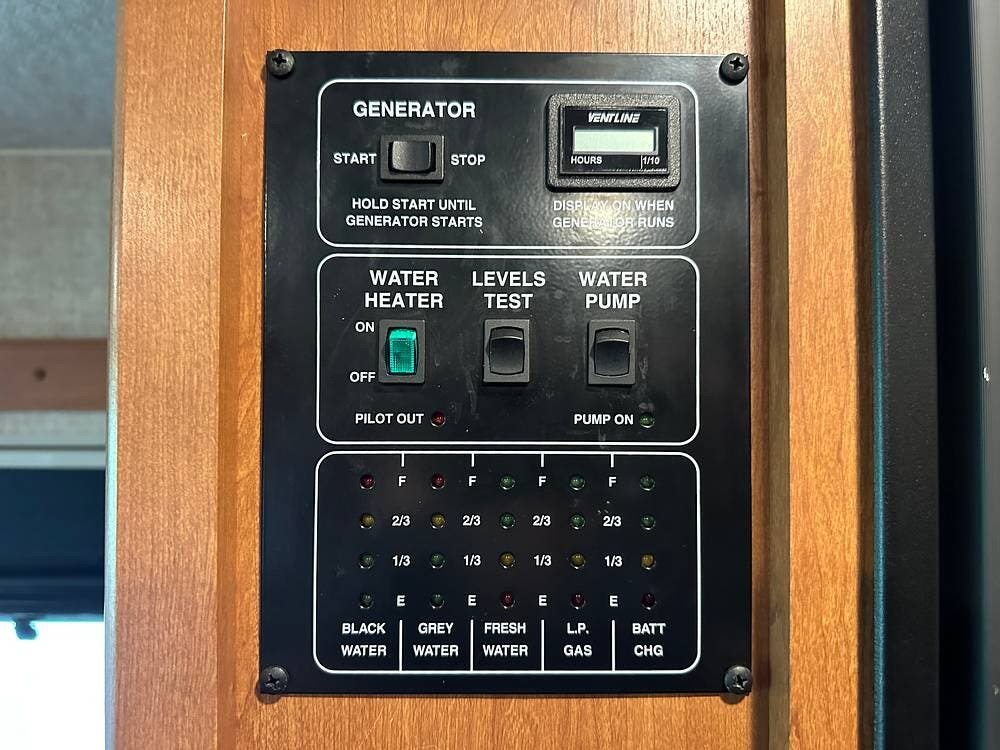 GENERATOR
START STOP
HOLD START UNTIL
GENERATOR STARTS
VENTLINE
HOURS 1/10
DISPLAY ON WHEN
GENERATOR RUNS
WATER HEATER
ON
OFF
PILOT OUT
LEVELS TEST
WATER PUMP
PUMP ON
F F F F
2/3 2/3 2/3 2/3
1/3 1/3 1/3 1/3
E E E E
BLACK GREY FRESH L.P. BATT
WATER WATER WATER GAS CHG